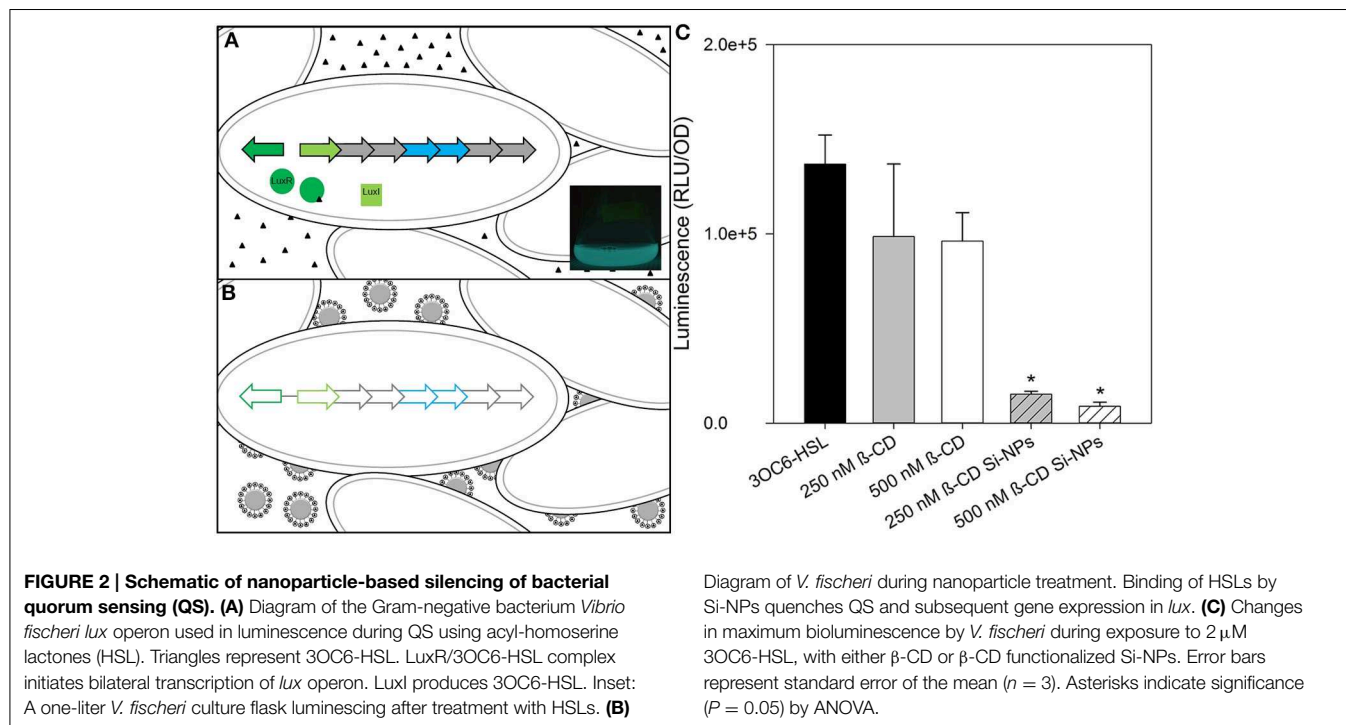 A
LuxR
LuxI
B
C
2.0e+5
1.0e+5
0.0
Luminescence (RLU/OD)
*
*
3OC6-HSL
250 nM ß-CD
500 nM ß-CD
250 nM ß-CD Si-NPs
500 nM ß-CD Si-NPs
FIGURE 2 | Schematic of nanoparticle-based silencing of bacterial
quorum sensing (QS). (A) Diagram of the Gram-negative bacterium Vibrio
fischeri lux operon used in luminescence during QS using acyl-homoserine
lactones (HSL). Triangles represent 3OC6-HSL. LuxR/3OC6-HSL complex
initiates bilateral transcription of lux operon. LuxI produces 3OC6-HSL. Inset:
A one-liter V. fischeri culture flask luminescing after treatment with HSLs. (B)
Diagram of V. fischeri during nanoparticle treatment. Binding of HSLs by
Si-NPs quenches QS and subsequent gene expression in lux. (C) Changes
in maximum bioluminescence by V. fischeri during exposure to 2 μM
3OC6-HSL, with either β-CD or β-CD functionalized Si-NPs. Error bars
represent standard error of the mean (n = 3). Asterisks indicate significance
(P = 0.05) by ANOVA.